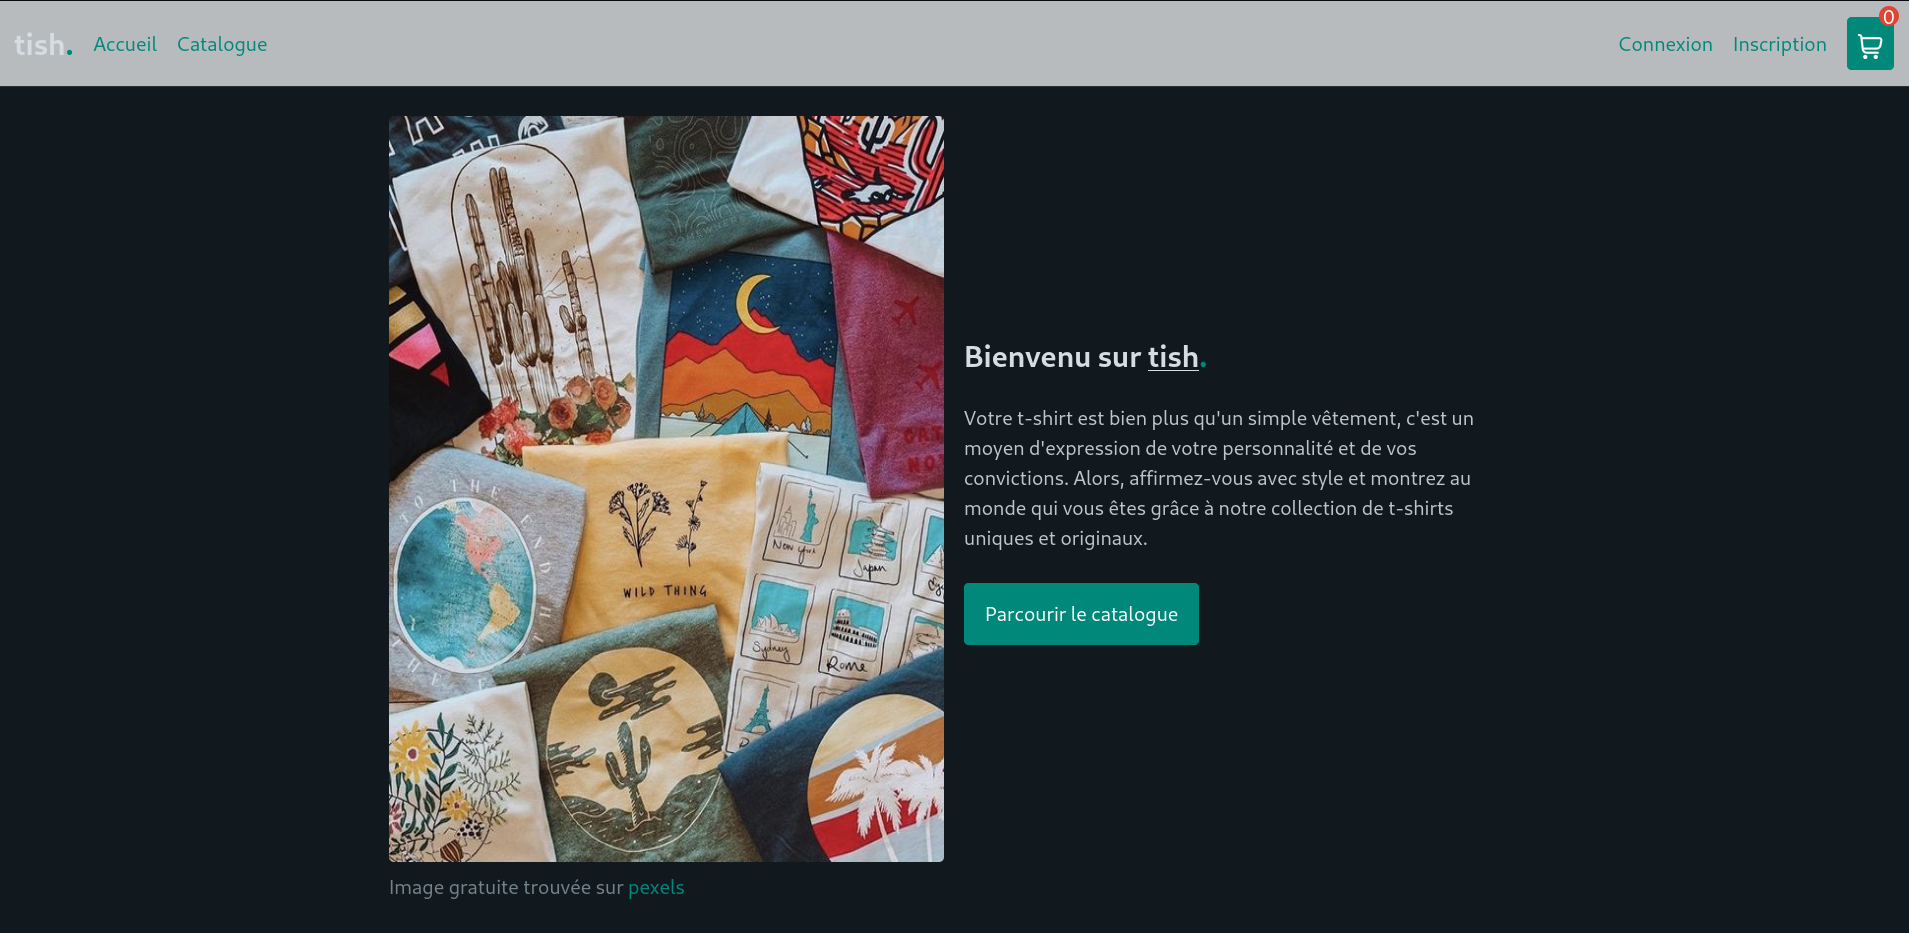 tish. Accueil Catalogue Connexion Inscription 0
TO THE END
THE
WILD THING
New york
Japan
Sydney
Rome
Bienvenu sur tish.
Votre t-shirt est bien plus qu'un simple vêtement, c'est un
moyen d'expression de votre personnalité et de vos
convictions. Alors, affirmez-vous avec style et montrez au
monde qui vous êtes grâce à notre collection de t-shirts
uniques et originaux.
Parcourir le catalogue
Image gratuite trouvée sur pexels